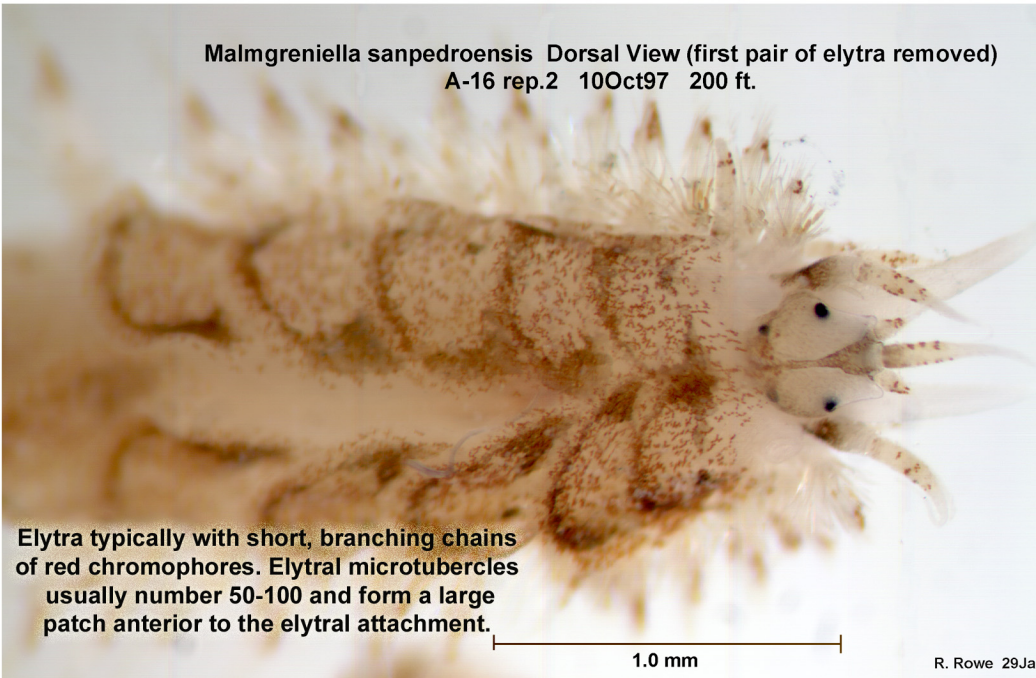 Malmgreniella sanpedroensis Dorsal View (first pair of elytra removed)
A-16 rep.2 10Oct97 200 ft.
Elytra typically with short, branching chains
of red chromophores. Elytral microtubercles
usually number 50-100 and form a large
patch anterior to the elytral attachment.
1.0 mm
R. Rowe 29Ja